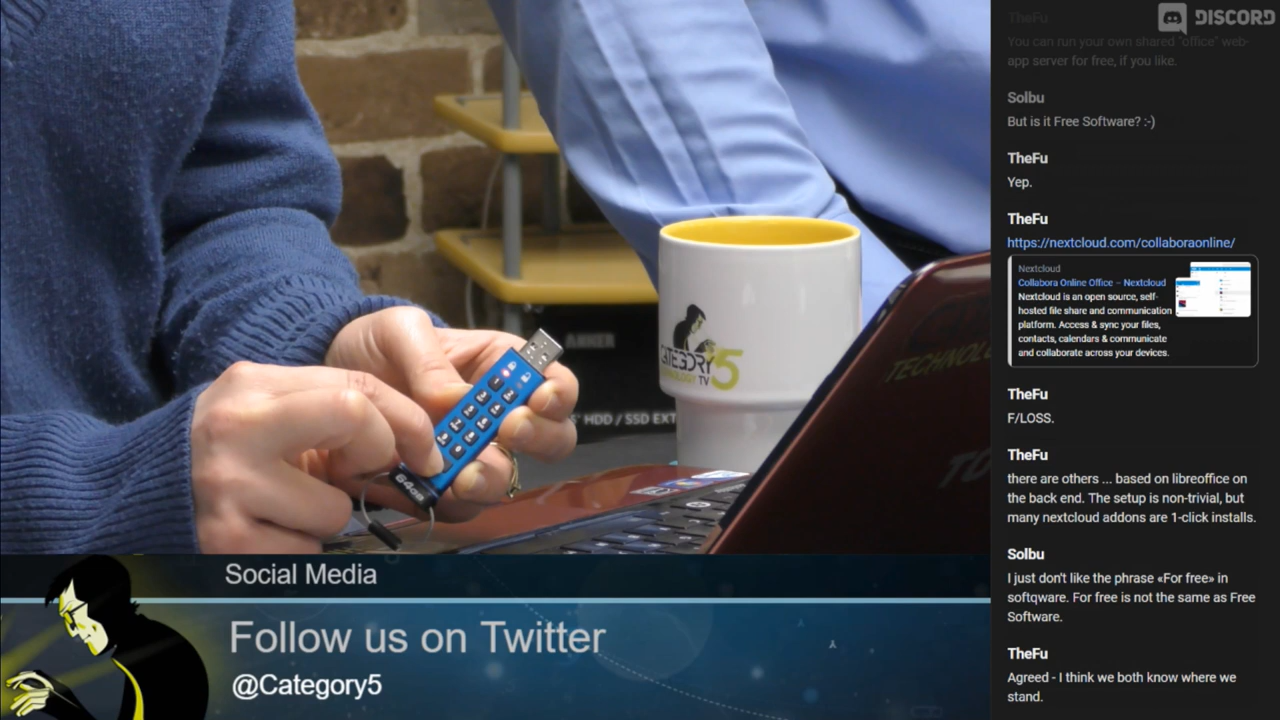 DISCORD
TheFu
You can run your own shared "office" web-
app server for free, if you like.
Solbu
But is it Free Software? :-)
TheFu
Yep.
TheFu
https://nextcloud.com/collaboraonline/
Nextcloud
Collabora Online Office – Nextcloud
Nextcloud is an open source, self-
hosted file share and communication
platform. Access & sync your files,
contacts, calendars & communicate
and collaborate across your devices.
TheFu
F/LOSS.
TheFu
there are others ... based on libreoffice on
the back end. The setup is non-trivial, but
many nextcloud addons are 1-click installs.
Solbu
I just don't like the phrase «For free» in
softqware. For free is not the same as Free
Software.
TheFu
Agreed - I think we both know where we
stand.
ANKER
HDD / SSD EXT
CATEGORY5
TECHNOLOGY TV
TECHNOLO
TO
64GB
Social Media
Follow us on Twitter
@Category5